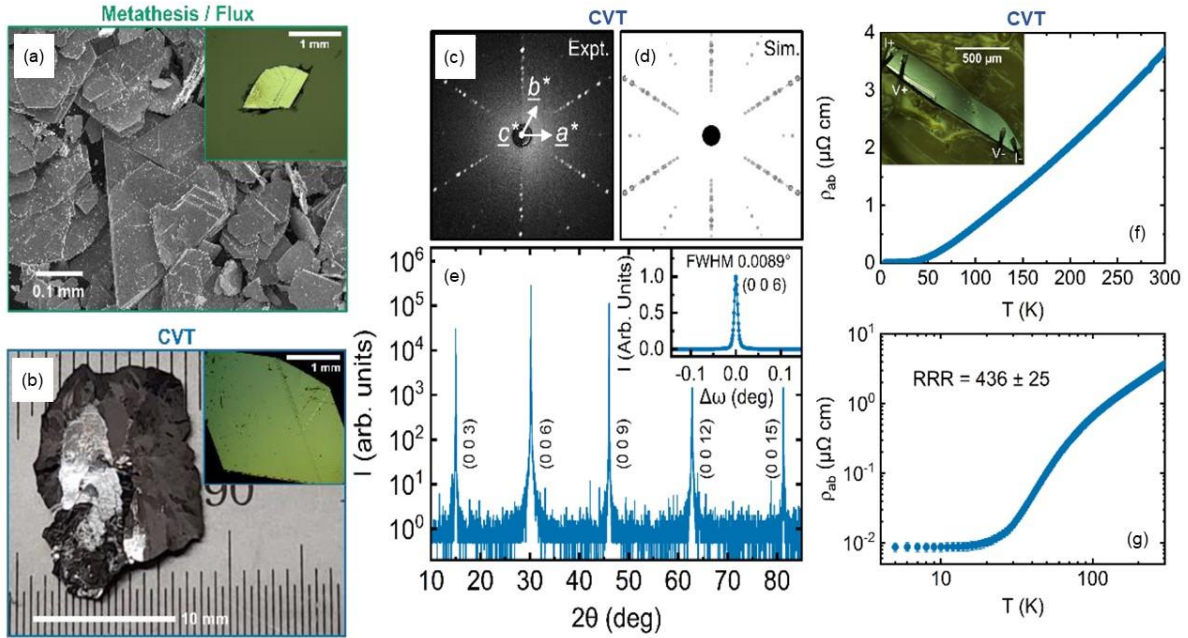 Metathesis / Flux
(a)
1 mm
0.1 mm
CVT
(b)
1 mm
90
10 mm
CVT
(c)
Expt.
b*
c*
a*
(d)
Sim.
(e)
I (arb. units)
10⁶
10⁵
10⁴
10³
10²
10¹
10⁰
10 20 30 40 50 60 70 80
2θ (deg)
(0 0 3)
(0 0 6)
(0 0 9)
(0 0 12)
(0 0 15)
FWHM 0.0089°
(0 0 6)
I (Arb. Units)
1.0
0.5
0.0
-0.1 0.0 0.1
Δω (deg)
CVT
I+
V+
V-
I-
500 µm
ρab (µΩ cm)
4
3
2
1
0
(f)
0 50 100 150 200 250 300
T (K)
RRR = 436 ± 25
ρab (µΩ cm)
10⁰
10⁻¹
10⁻²
(g)
10 100
T (K)